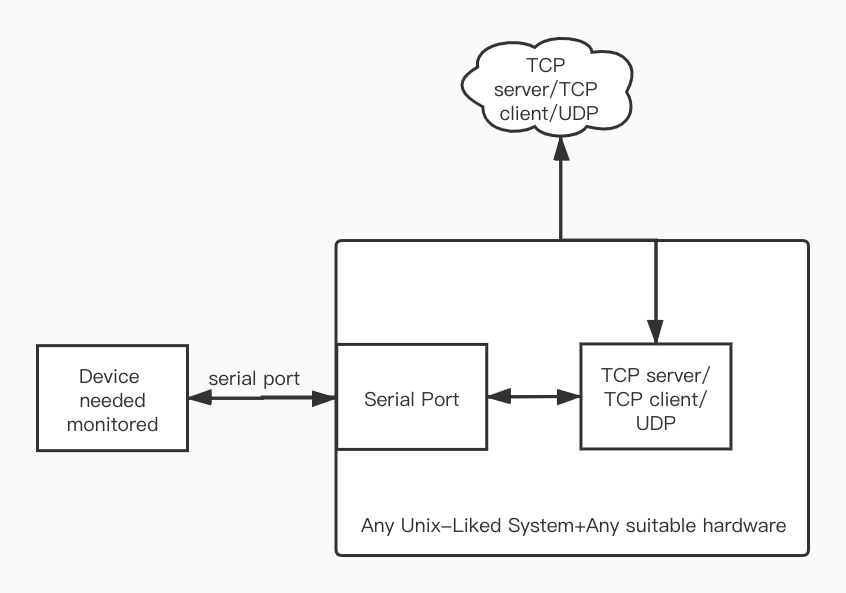 TCP
server/TCP
client/UDP
Device
needed
monitored
serial port
Serial Port
TCP server/
TCP client/
UDP
Any Unix-Liked System+Any suitable hardware